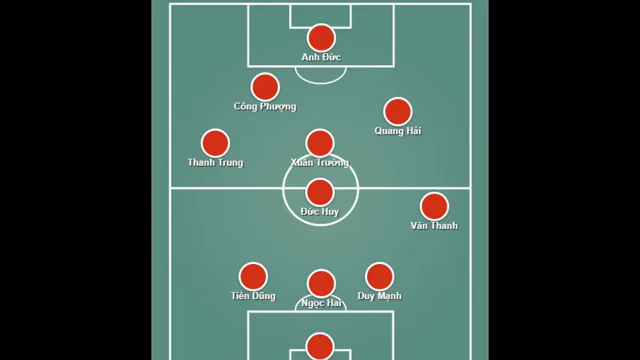 Anh Đức
Công Phượng
Quang Hải
Thanh Trung
Xuân Trường
Đức Huy
Văn Thanh
Tiến Dũng
Ngọc Hải
Duy Mạnh